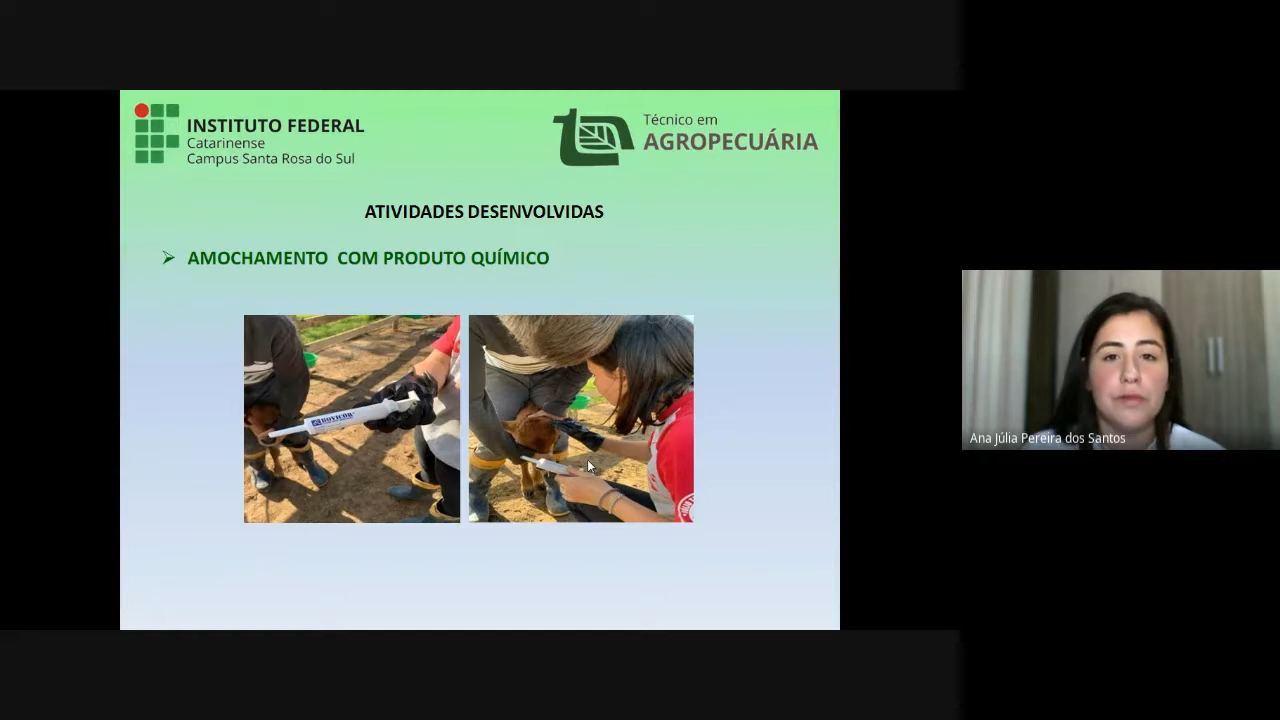 INSTITUTO FEDERAL
Catarinense
Campus Santa Rosa do Sul
Técnico em
AGROPECUÁRIA
ATIVIDADES DESENVOLVIDAS
AMOCHAMENTO COM PRODUTO QUÍMICO
Ana Júlia Pereira dos Santos